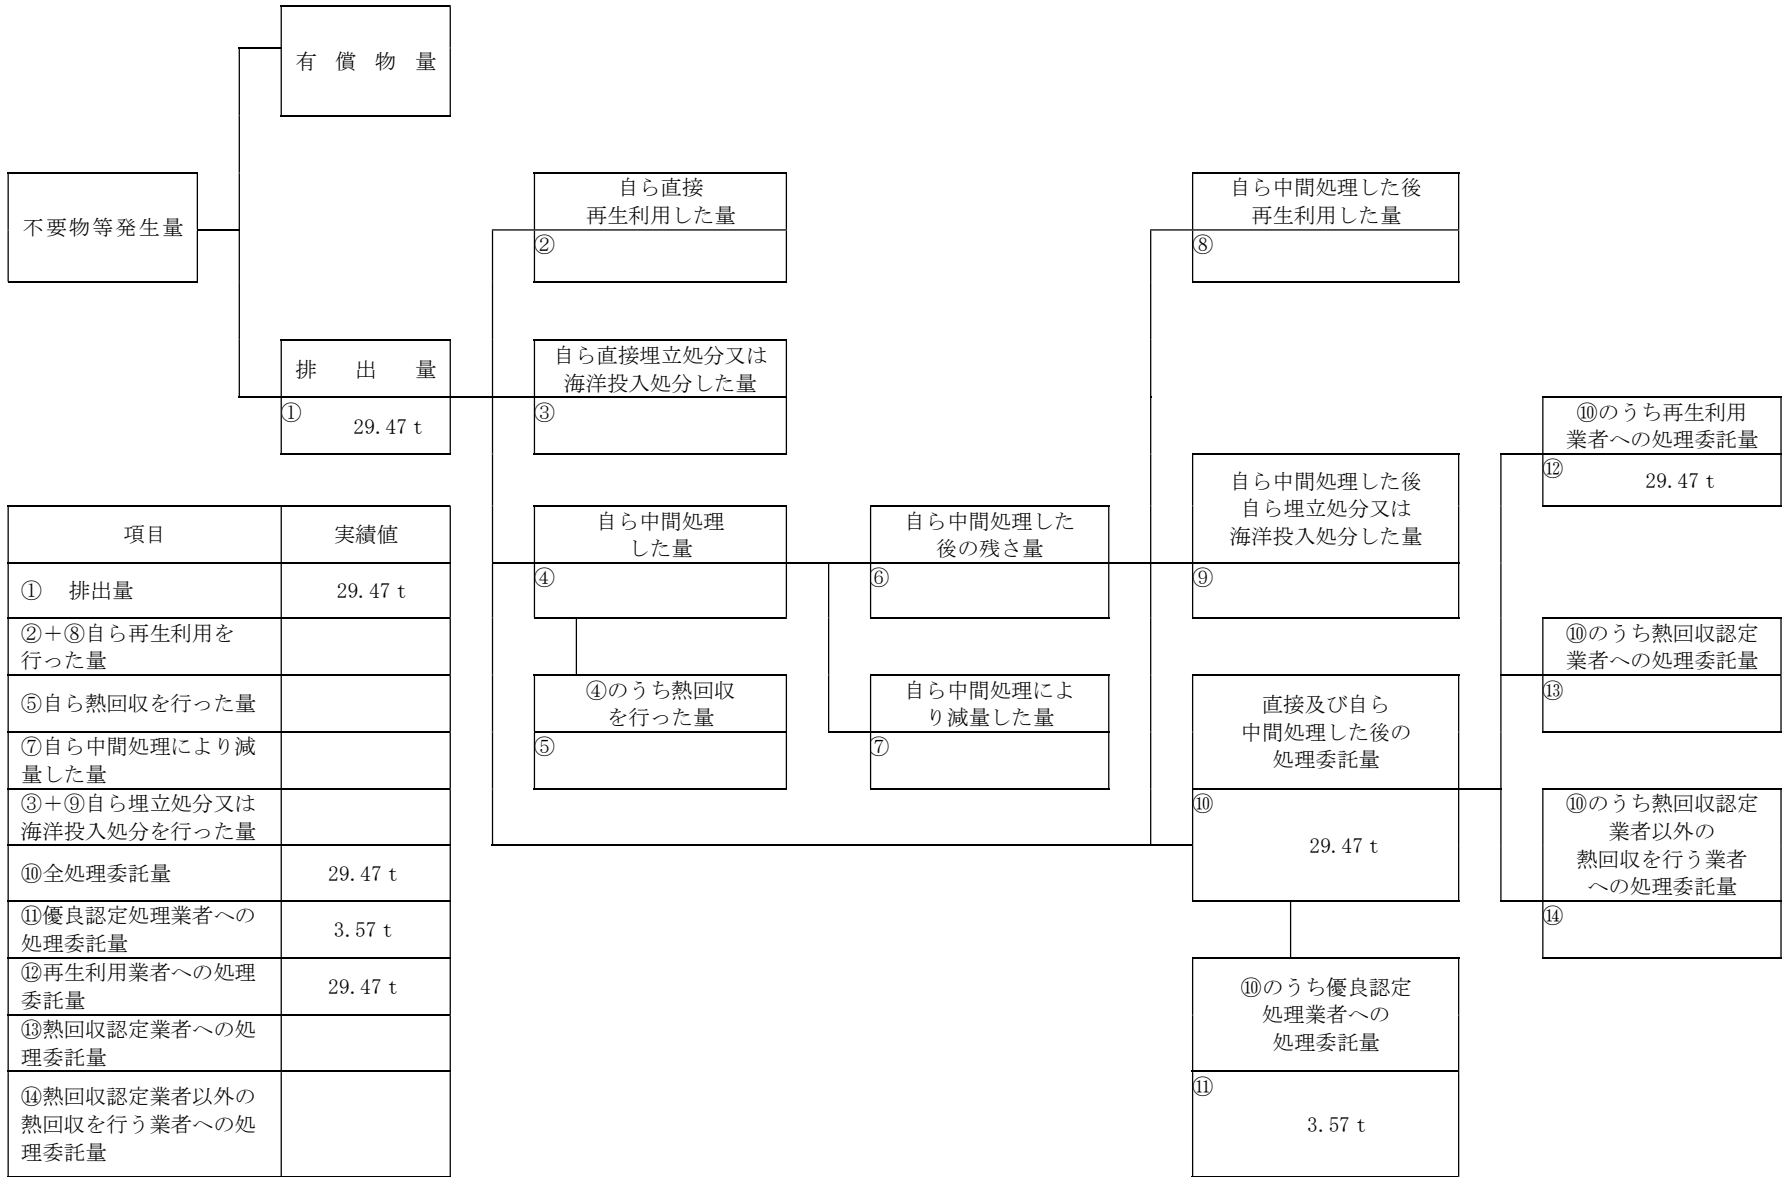 有 償 物 量
不要物等発生量
自ら直接
再生利用した量
②
自ら中間処理した後
再生利用した量
⑧
排 出 量
①
29.47 t
自ら直接埋立処分又は
海洋投入処分した量
③
⑩のうち再生利用
業者への処理委託量
⑫
29.47 t
自ら中間処理した後
自ら埋立処分又は
海洋投入処分した量
⑨
自ら中間処理
した量
④
自ら中間処理した
後の残さ量
⑥
⑩のうち熱回収認定
業者への処理委託量
⑬
④のうち熱回収
を行った量
⑤
自ら中間処理によ
り減量した量
⑦
直接及び自ら
中間処理した後の
処理委託量
⑩
29.47 t
⑩のうち熱回収認定
業者以外の
熱回収を行う業者
への処理委託量
⑭
⑩のうち優良認定
処理業者への
処理委託量
⑪
3.57 t
項目 実績値
① 排出量 29.47 t
②+⑧自ら再生利用を
行った量
⑤自ら熱回収を行った量
⑦自ら中間処理により減
量した量
③+⑨自ら埋立処分又は
海洋投入処分を行った量
⑩全処理委託量 29.47 t
⑪優良認定処理業者への
処理委託量 3.57 t
⑫再生利用業者への処理
委託量 29.47 t
⑬熱回収認定業者への処
理委託量
⑭熱回収認定業者以外の
熱回収を行う業者への処
理委託量